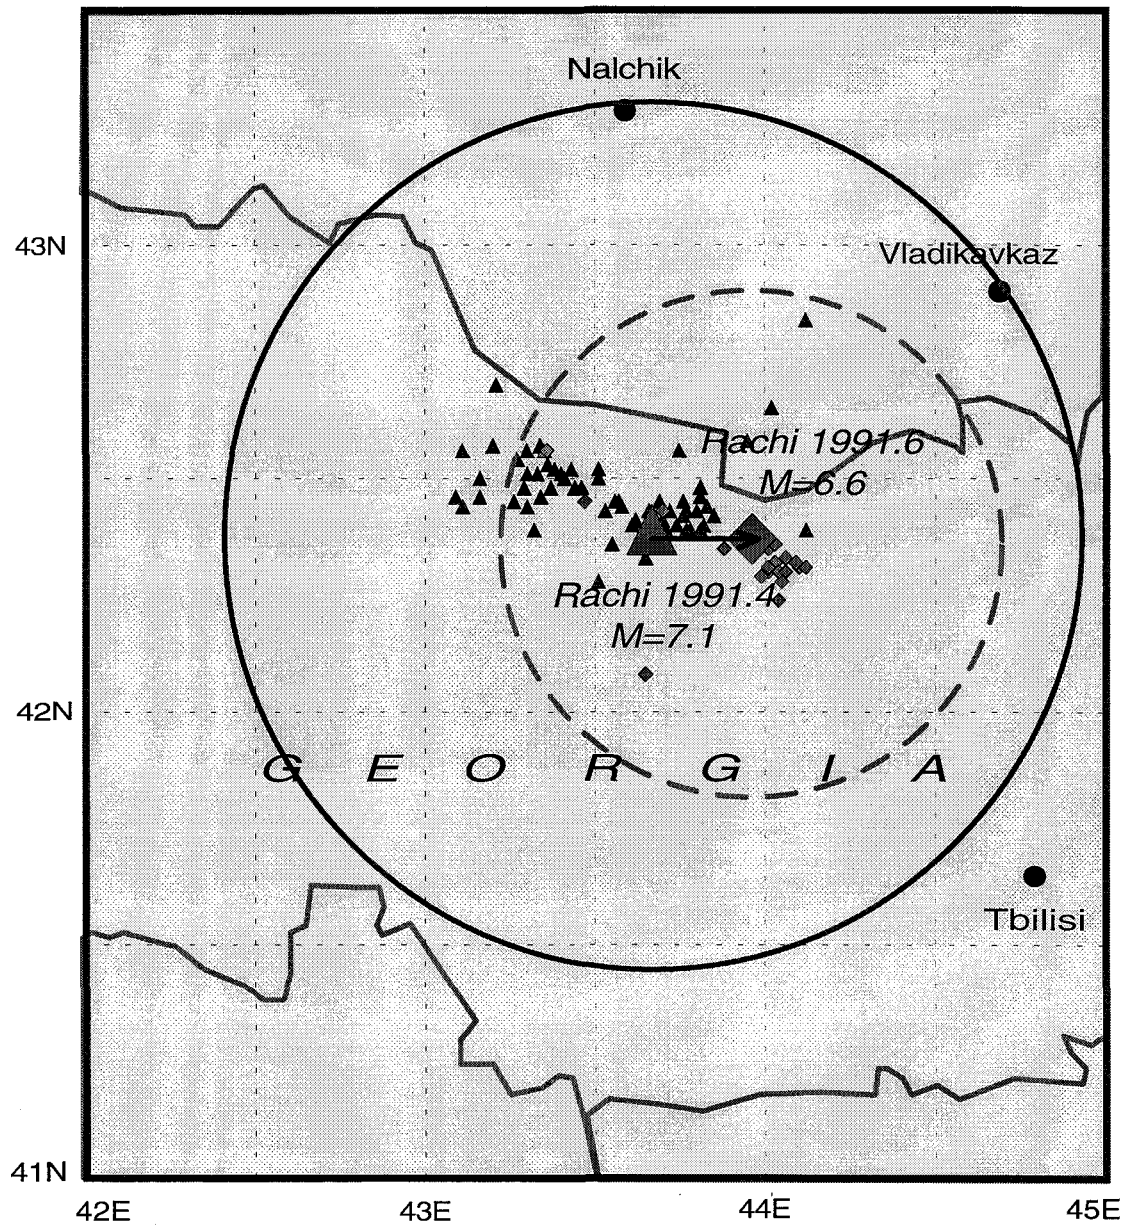 Nalchik
43N
Vladikavkaz
Rachi 1991.6
M=6.6
Rachi 1991.4
M=7.1
42N
G E O R G I A
Tbilisi
41N
42E 43E 44E 45E